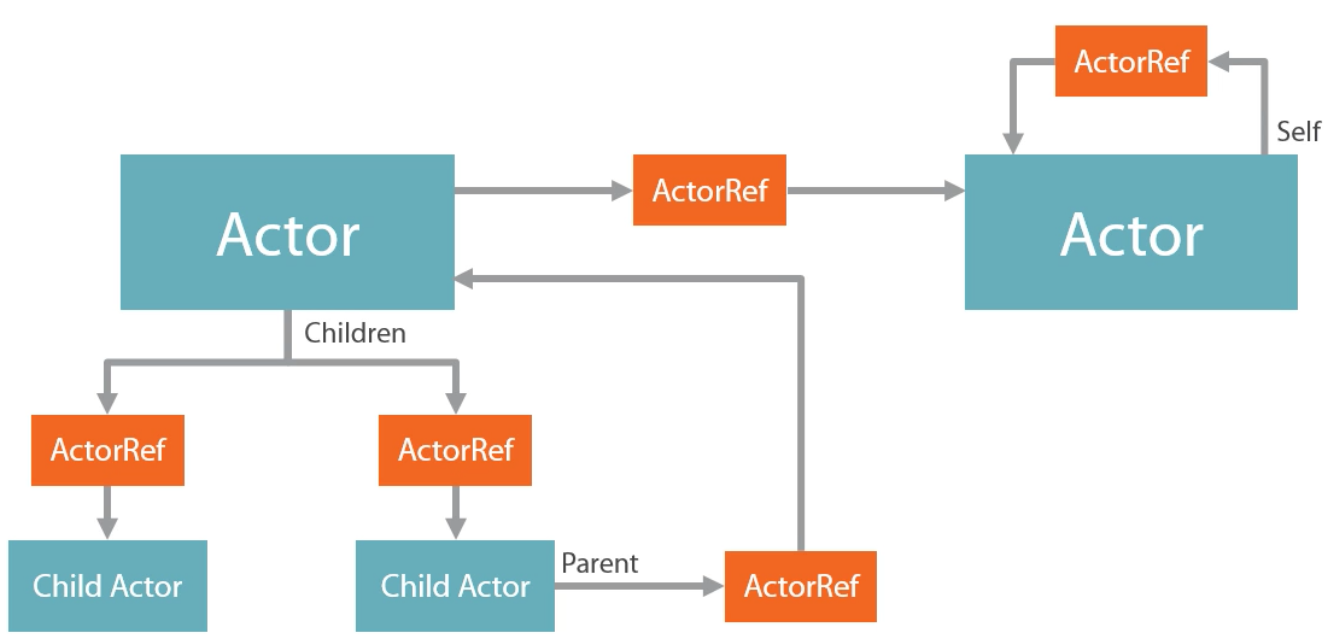 ActorRef
Self
Actor
ActorRef
Actor
Children
ActorRef
ActorRef
Child Actor
Child Actor
Parent
ActorRef